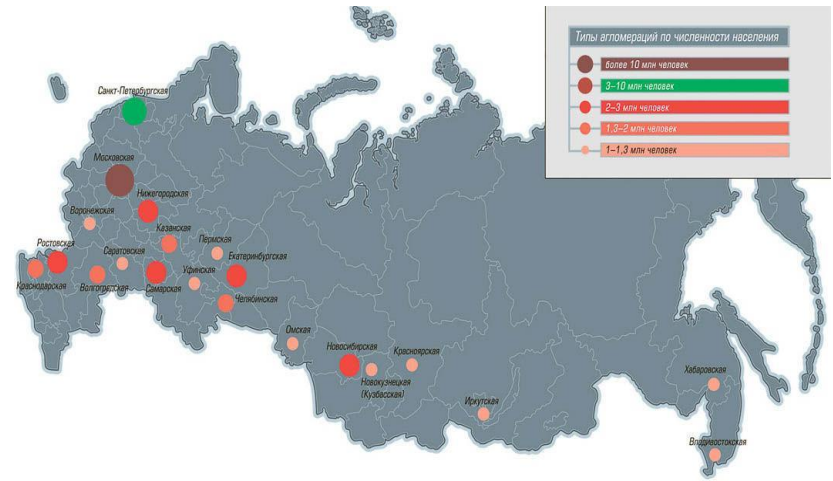 Типы агломераций по численности населения
более 10 млн человек
3–10 млн человек
2–3 млн человек
1,3–2 млн человек
1–1,3 млн человек
Санкт-Петербургская
Московская
Нижегородская
Воронежская
Казанская
Ростовская
Саратовская
Пермская
Екатеринбургская
Краснодарская
Волгоградская
Самарская
Уфинская
Челябинская
Омская
Новосибирская
Красноярская
Новокузнецкая
(Кузбасская)
Иркутская
Хабаровская
Владивостокская